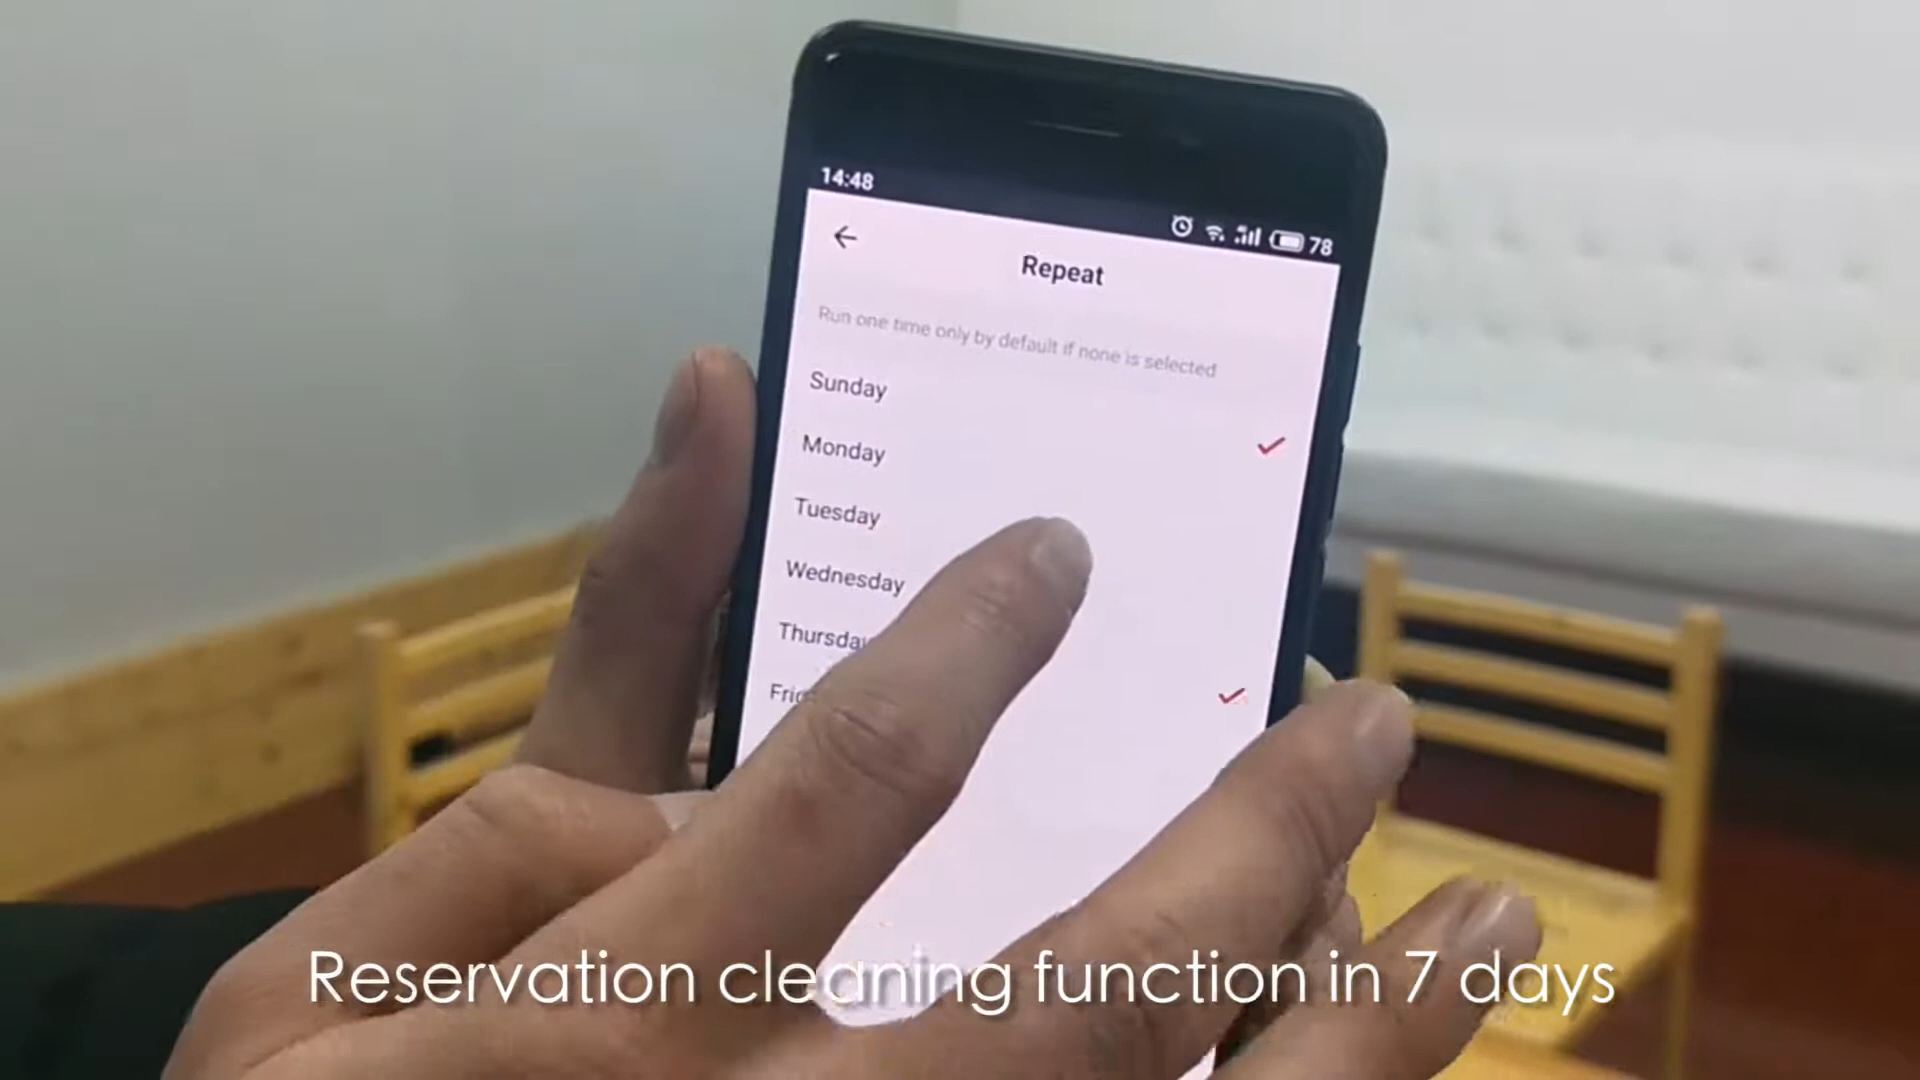 14:48
78
Repeat
Run one time only by default if none is selected
Sunday
Monday
Tuesday
Wednesday
Reservation cleaning function in 7 days